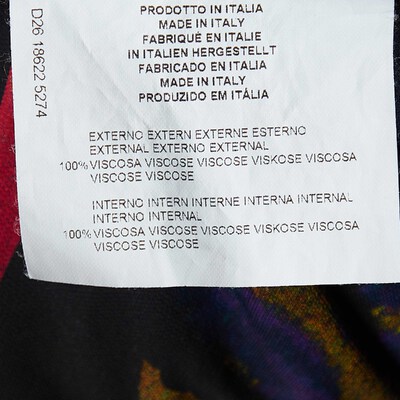 D26 18622 5274
PRODOTTO IN ITALIA
MADE IN ITALY
FABRIQUÉ EN ITALIE
IN ITALIEN HERGESTELLT
FABRICADO EN ITALIA
MADE IN ITALY
PRODUZIDO EM ITÁLIA
EXTERNO EXTERN EXTERNE ESTERNO
EXTERNAL EXTERNO EXTERNAL
100% VISCOSA VISCOSE VISCOSE VISKOSE VISCOSA
VISCOSE VISCOSE
INTERNO INTERN INTERNE INTERNA INTERNAL
INTERNO INTERNAL
100% VISCOSA VISCOSE VISCOSE VISKOSE VISCOSA
VISCOSE VISCOSE